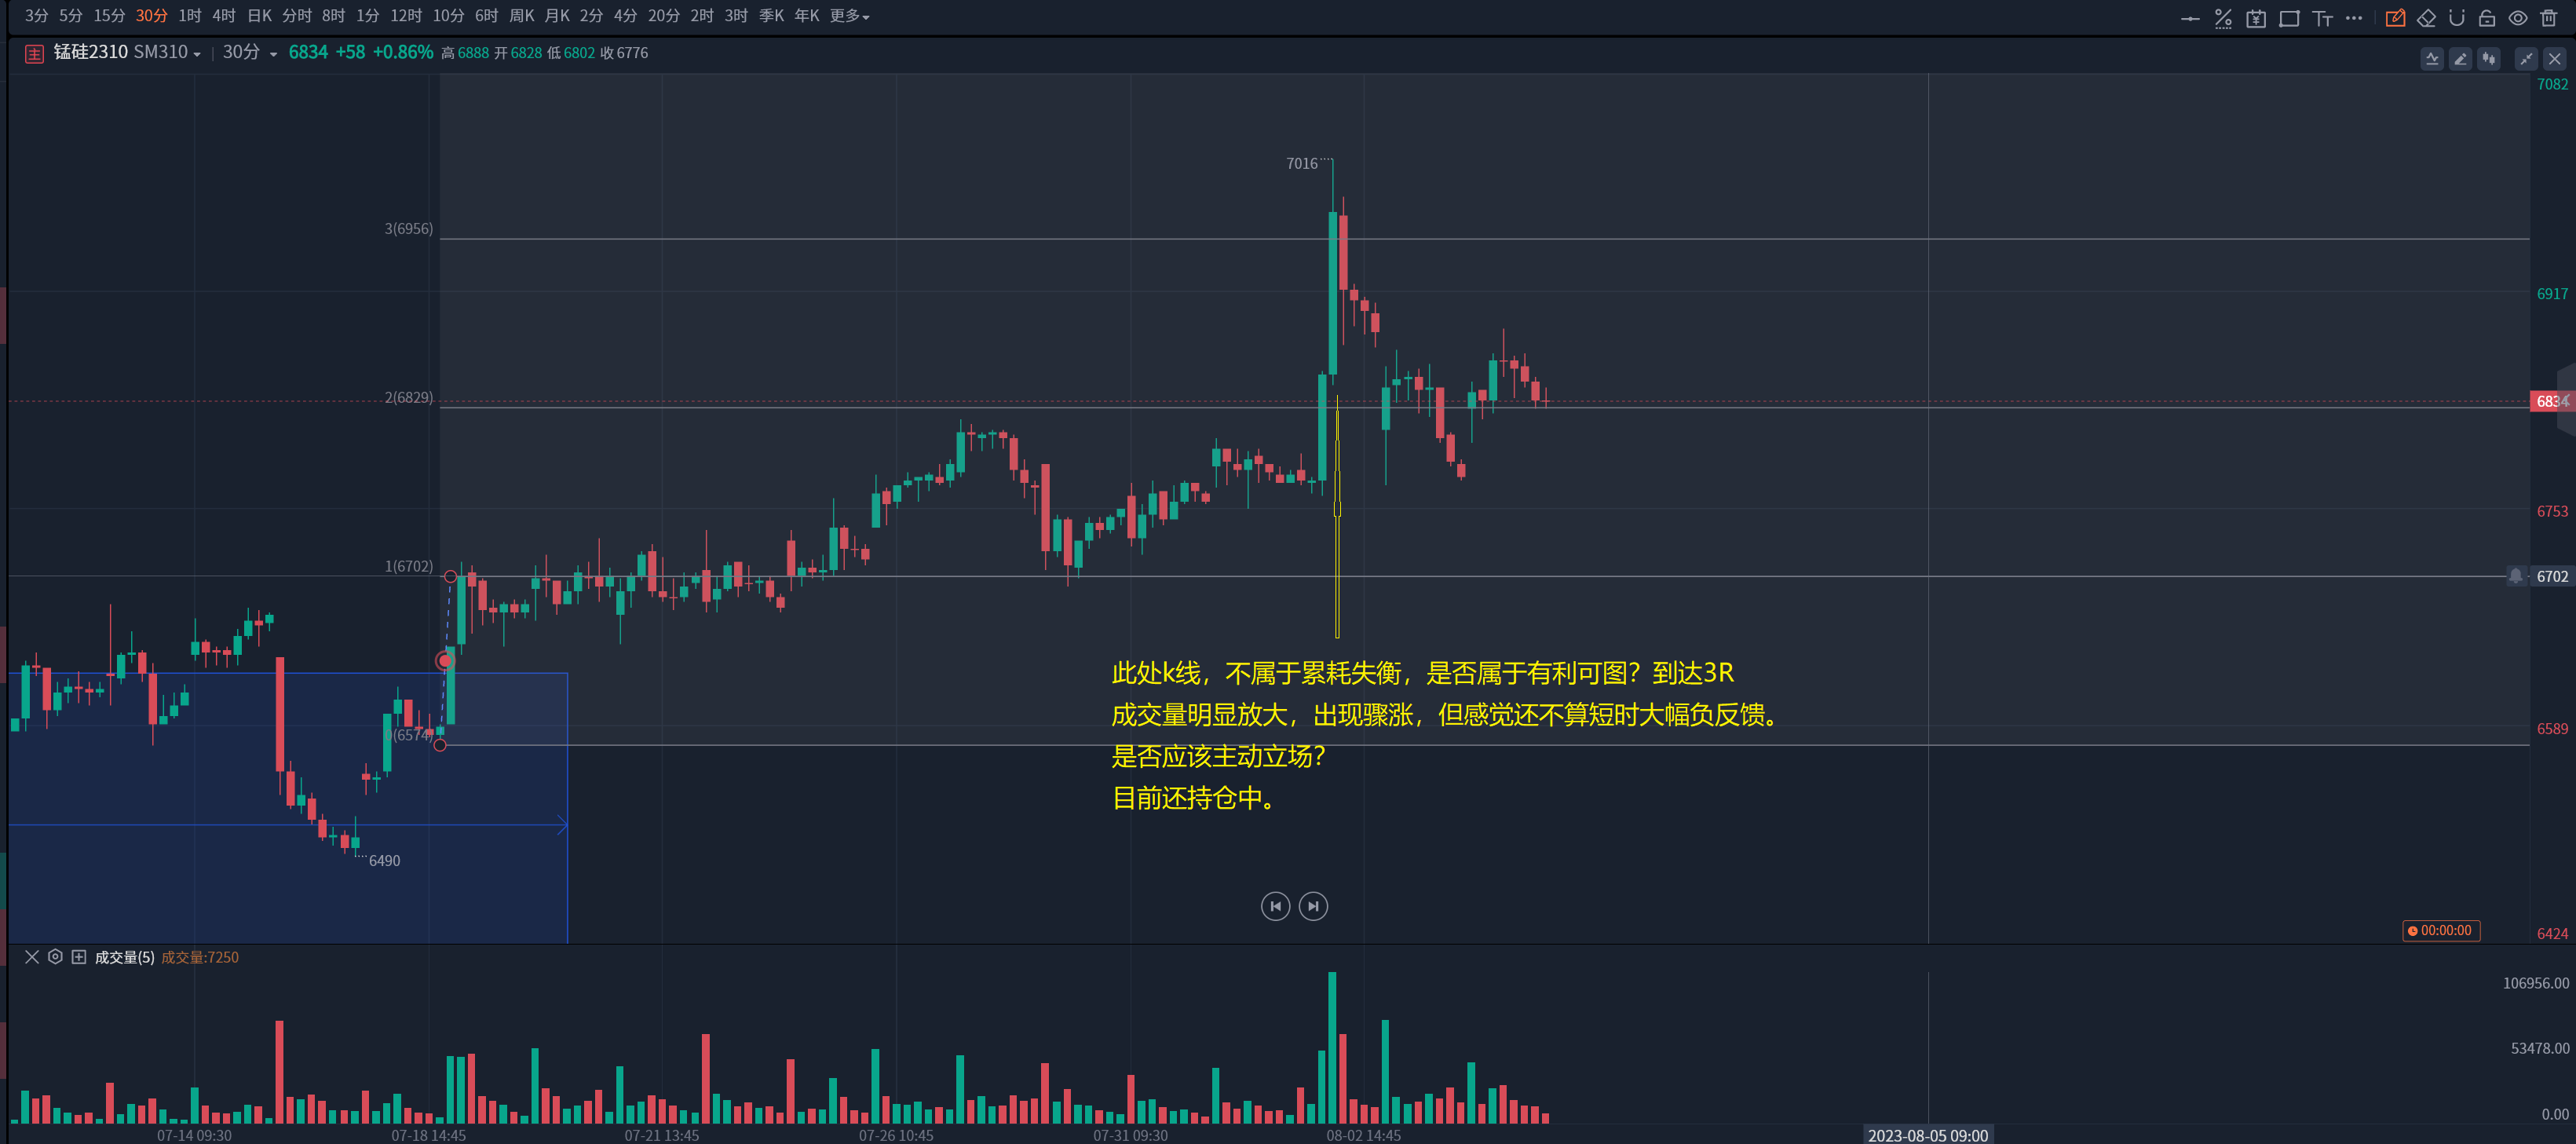 3分 5分 15分 30分 1时 4时 日K 分时 8时 1分 12时 10分 6时 周K 月K 2分 4分 20分 2时 3时 季K 年K 更多
主 锰硅2310 SM310 30分 6834 +58 +0.86% 高 6888 开 6828 低 6802 收 6776
7082
7016
3(6956)
6917
2(6829)
6834
6753
1(6702)
6702
此处k线，不属于累耗失衡，是否属于有利可图？到达3R
成交量明显放大，出现骤涨，但感觉还不算短时大幅负反馈。
0(6574)
6589
是否应该主动立场？
目前还持仓中。
6490
00:00:00
6424
成交量(5) 成交量:7250
106956.00
53478.00
0.00
07-14 09:30 07-18 14:45 07-21 13:45 07-26 10:45 07-31 09:30 08-02 14:45 2023-08-05 09:00